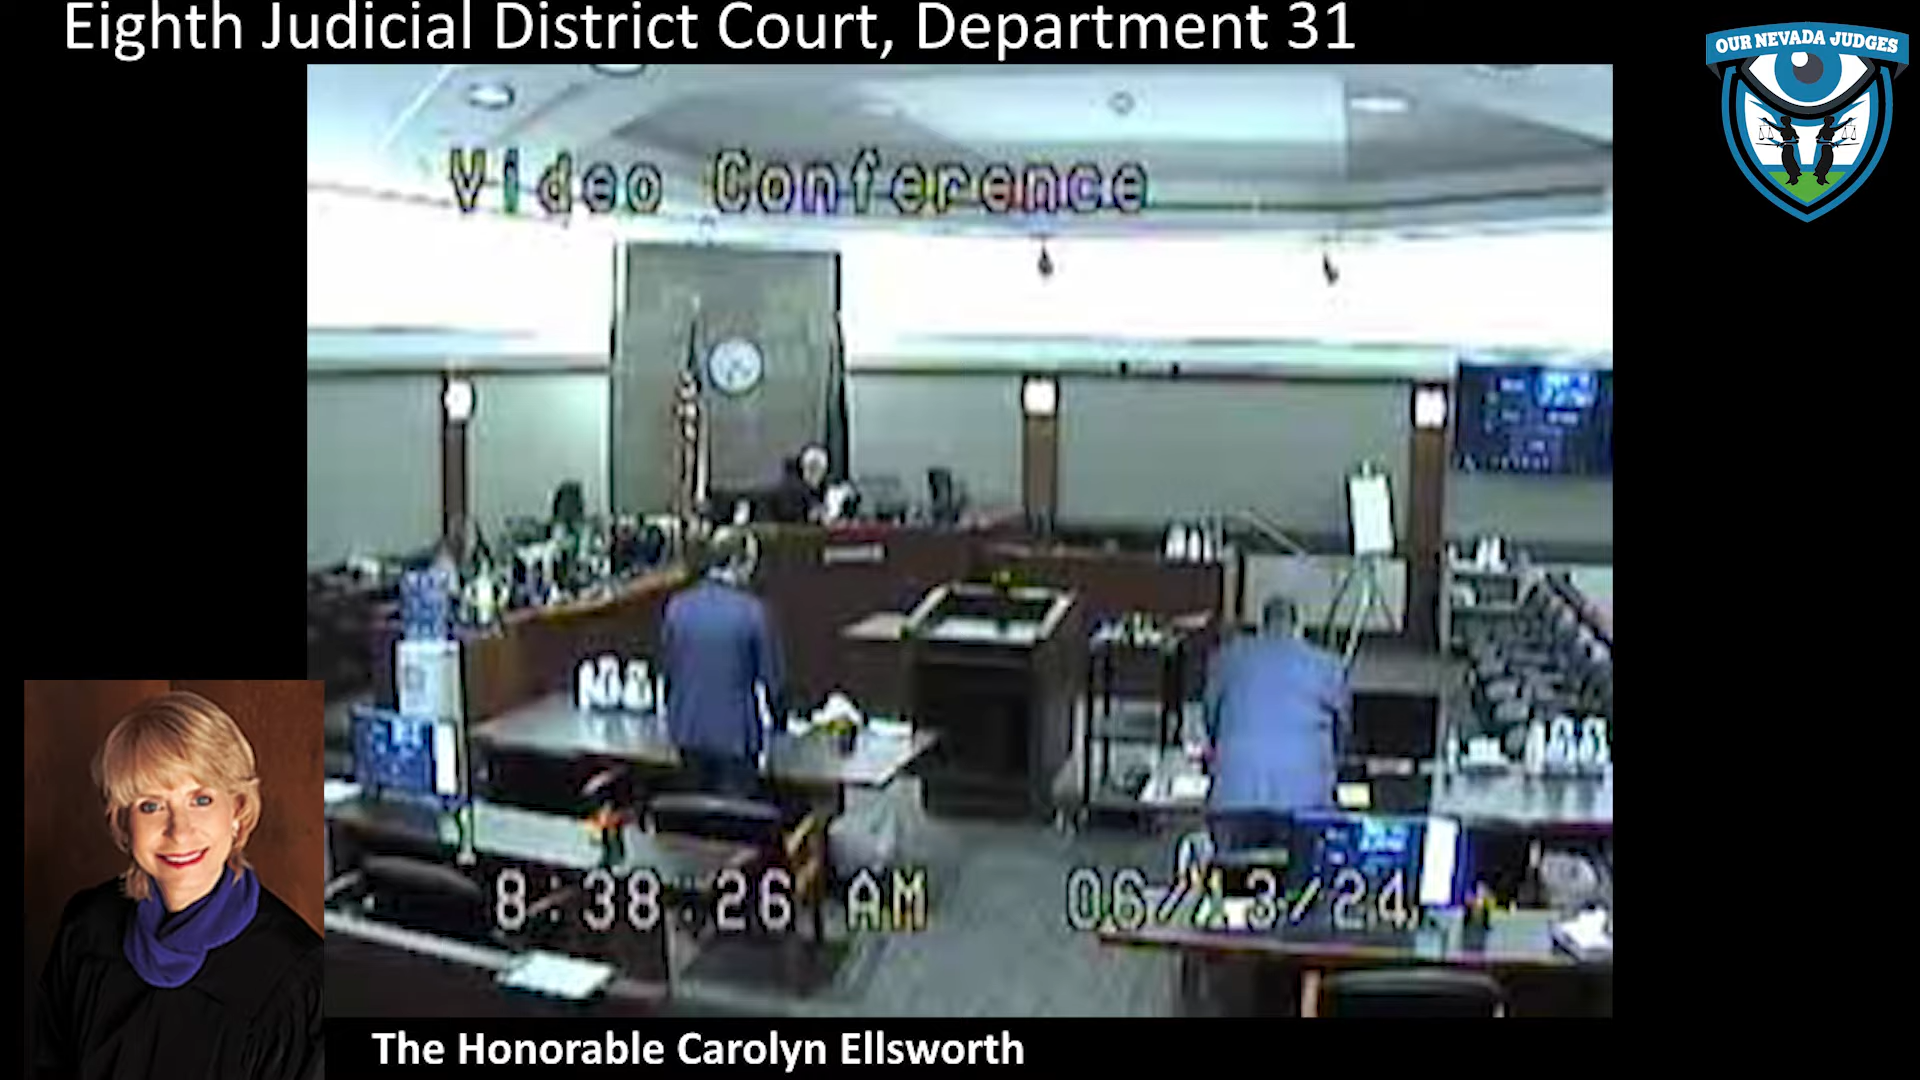 Eighth Judicial District Court, Department 31
OUR NEVADA JUDGES
Video Conference
8:38:26 AM 06/13/24
The Honorable Carolyn Ellsworth